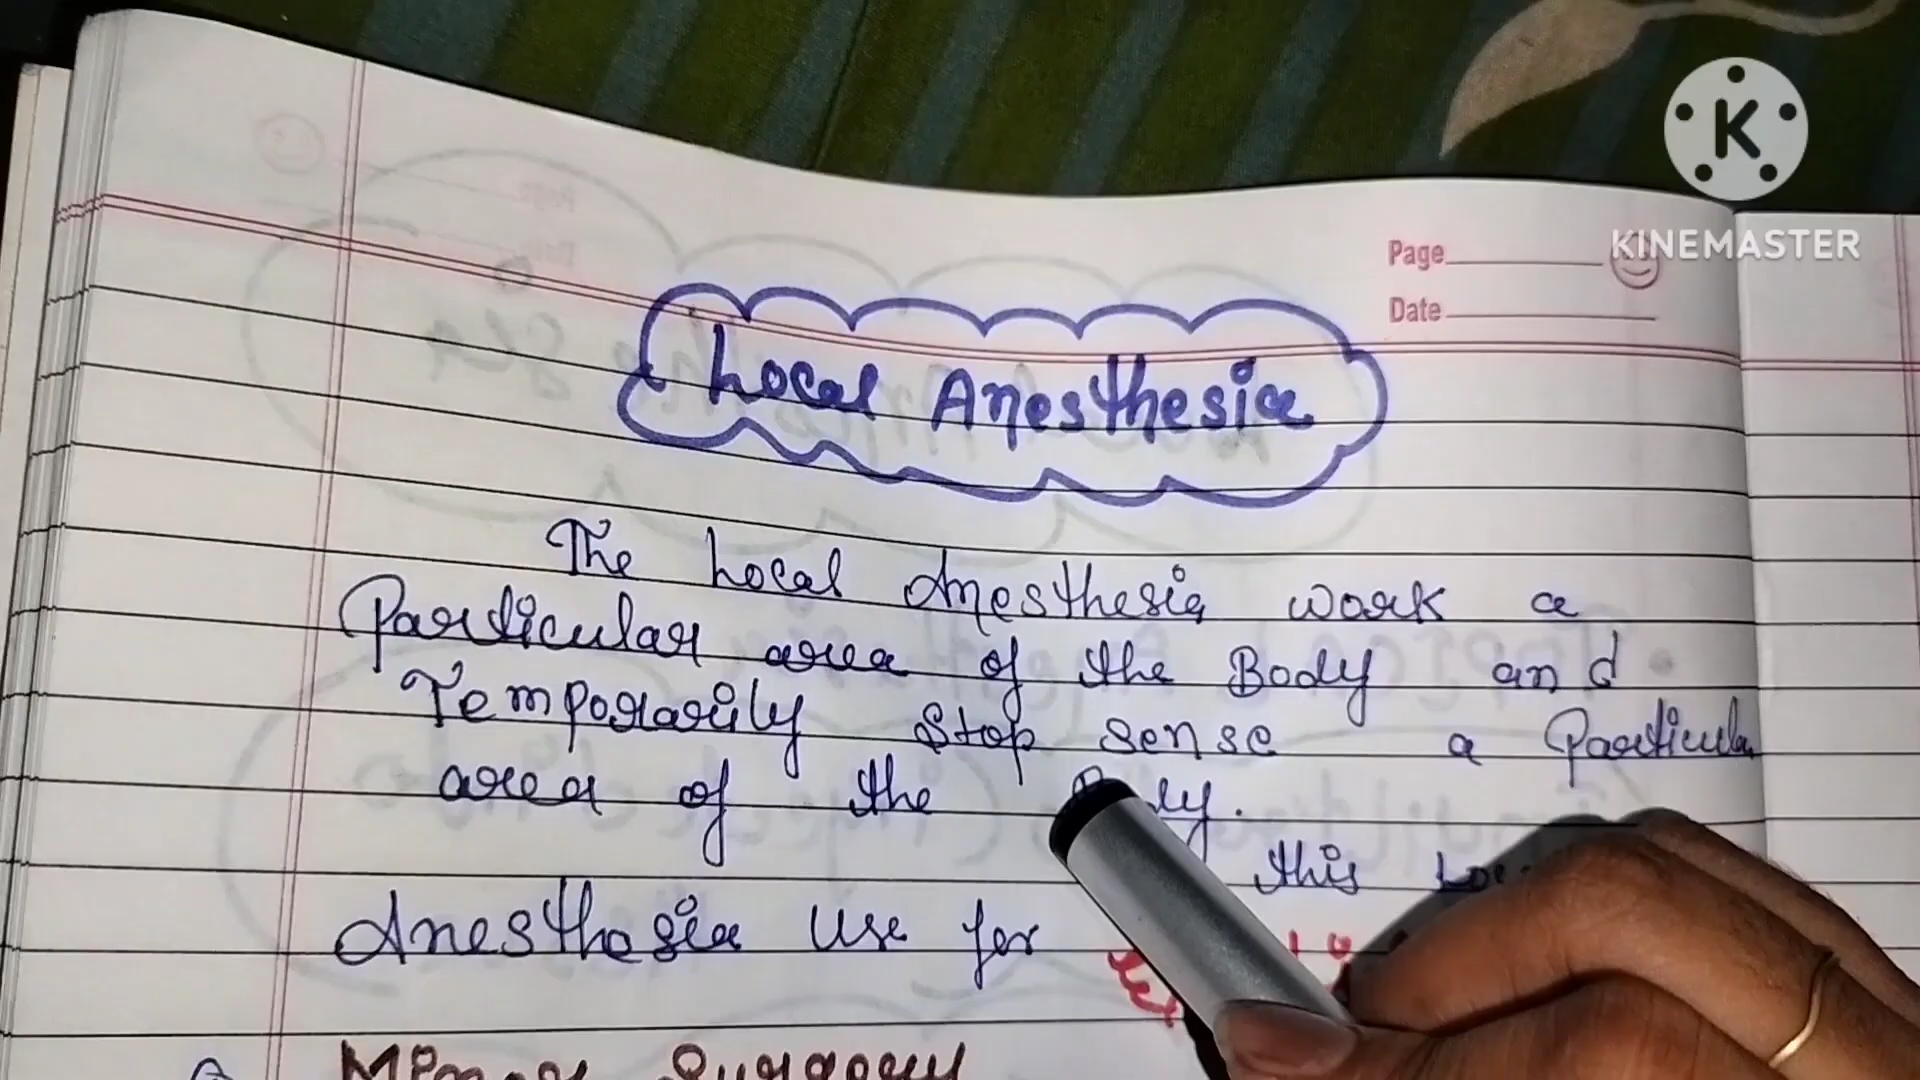 KINEMASTER
Page
Date
Local Anesthesia
The Local Anesthesia work a
Particular area of the Body and
Temporarily Stop sense a Particular
area of the
this
Anesthesia Use for
Minor Surgery